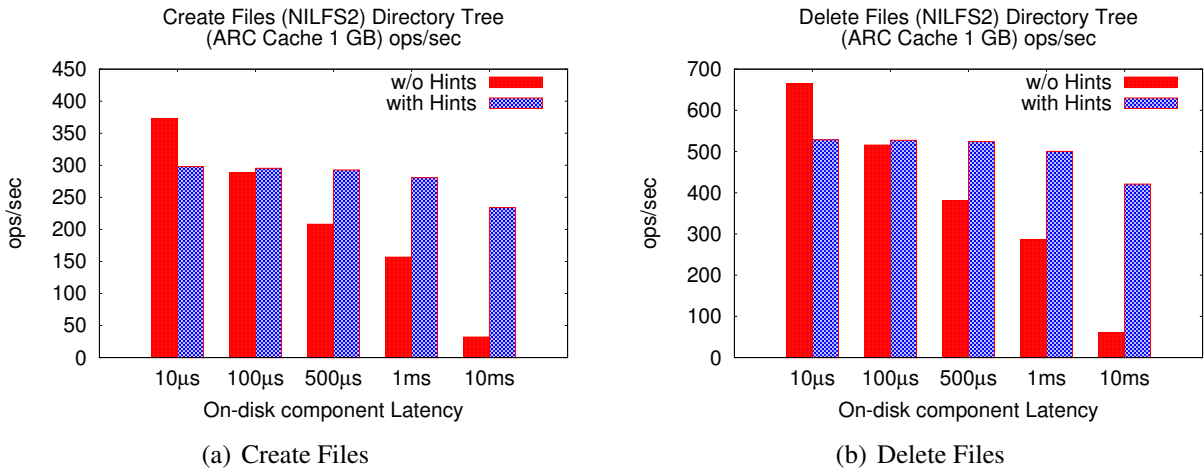 Create Files (NILFS2) Directory Tree
(ARC Cache 1 GB) ops/sec
450
400
350
300
250
200
150
100
50
0
ops/sec
w/o Hints
with Hints
10μs 100μs 500μs 1ms 10ms
On-disk component Latency
(a) Create Files
Delete Files (NILFS2) Directory Tree
(ARC Cache 1 GB) ops/sec
700
600
500
400
300
200
100
0
ops/sec
w/o Hints
with Hints
10μs 100μs 500μs 1ms 10ms
On-disk component Latency
(b) Delete Files